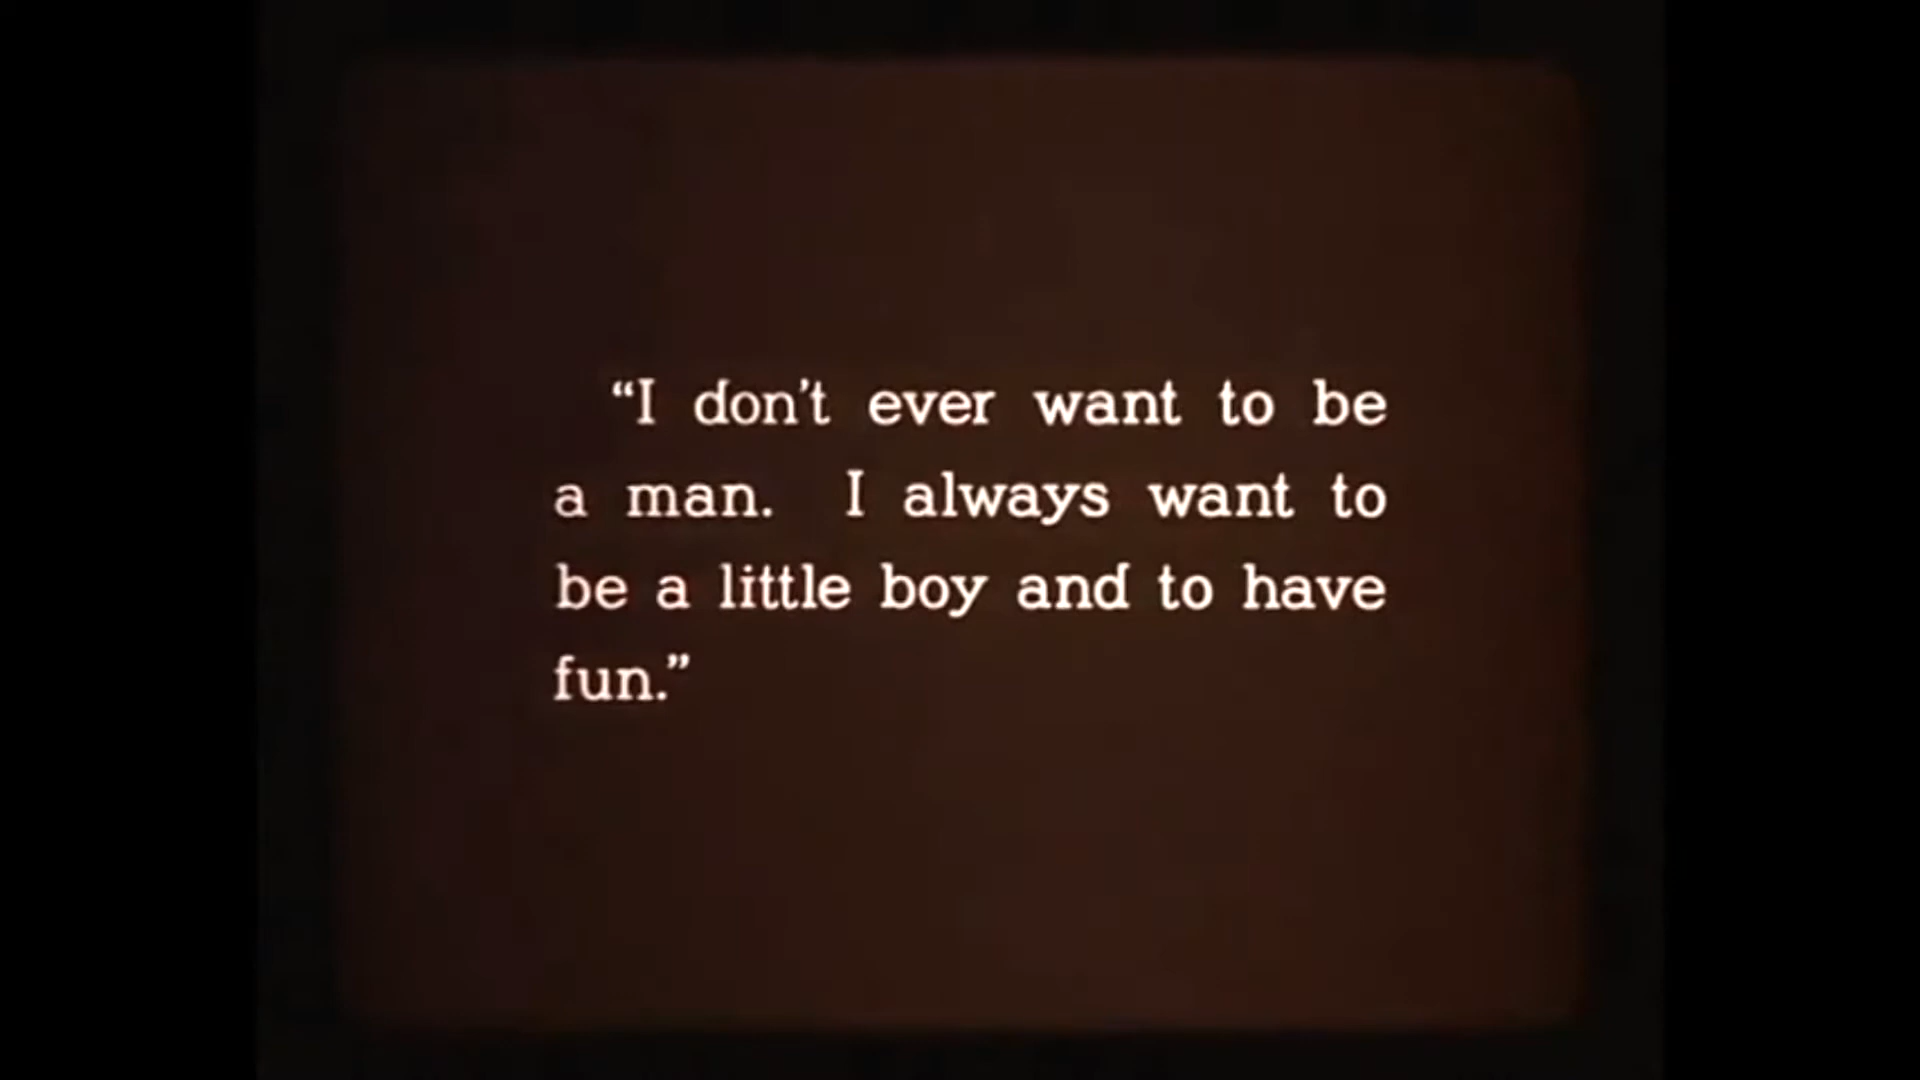 “I don't ever want to be
a man. I always want to
be a little boy and to have
fun.”